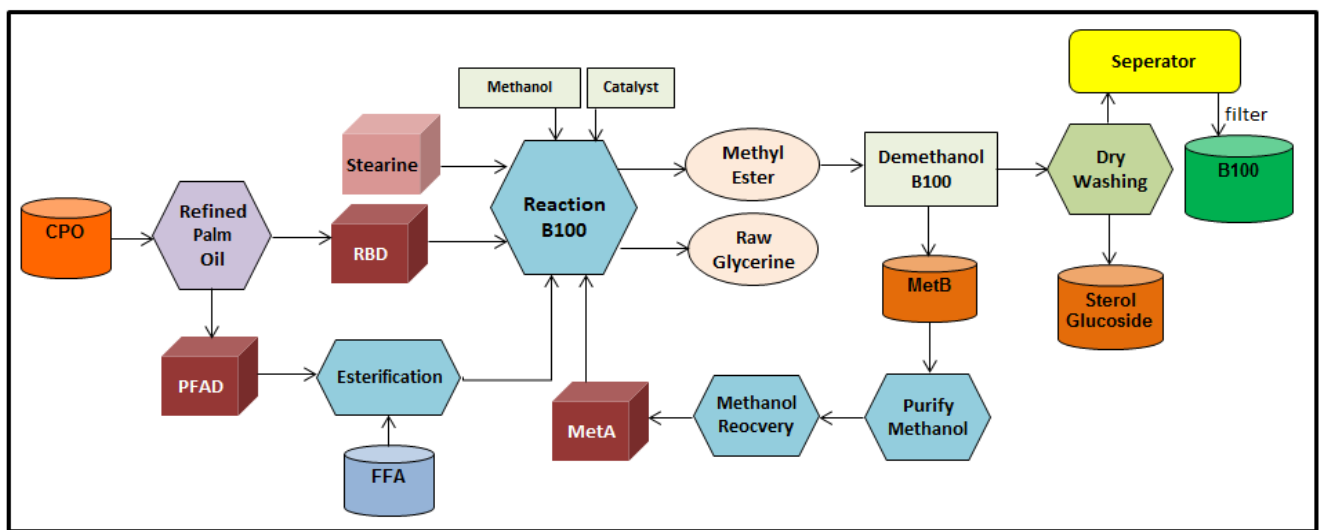 Seperator
Methanol
Catalyst
filter
Stearine
Methyl
Ester
Demethanol
B100
Dry
Washing
B100
Reaction
B100
Refined
Palm
Oil
CPO
RBD
Raw
Glycerine
MetB
Sterol
Glucoside
PFAD
Esterification
MetA
Methanol
Reocvery
Purify
Methanol
FFA